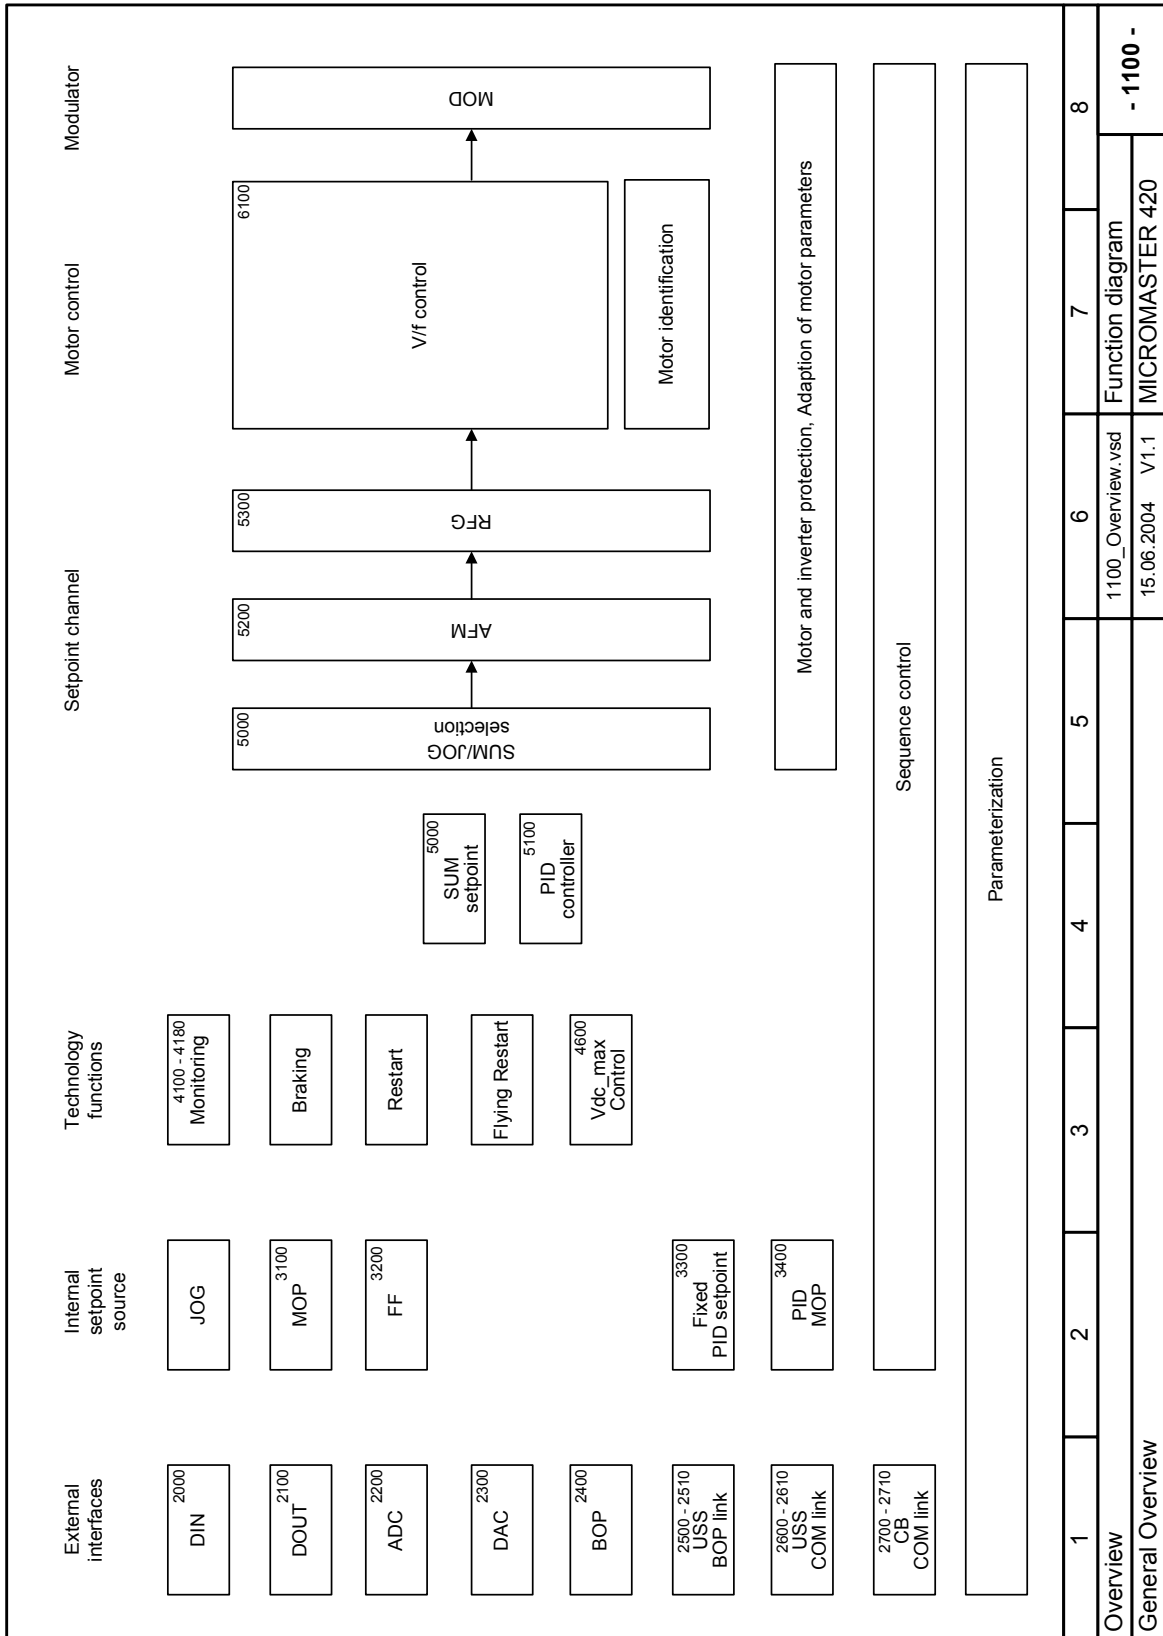 External
interfaces
Internal
setpoint
source
Technology
functions
Setpoint channel
Motor control
Modulator
2000
DIN
2100
DOUT
2200
ADC
2300
DAC
2400
BOP
2500 - 2510
USS
BOP link
2600 - 2610
USS
COM link
2700 - 2710
CB
COM link
JOG
3100
MOP
3200
FF
3300
Fixed
PID setpoint
3400
PID
MOP
4100 - 4180
Monitoring
Braking
Restart
Flying Restart
4600
Vdc_max
Control
5000
SUM
setpoint
5100
PID
controller
5000
SUM/JOG
selection
5200
AFM
5300
RFG
6100
V/f control
Motor identification
MOD
Motor and inverter protection, Adaption of motor parameters
Sequence control
Parameterization
1 2 3 4 5 6 7 8
Overview
1100_Overview.vsd
Function diagram
- 1100 -
General Overview
15.06.2004 V1.1
MICROMASTER 420